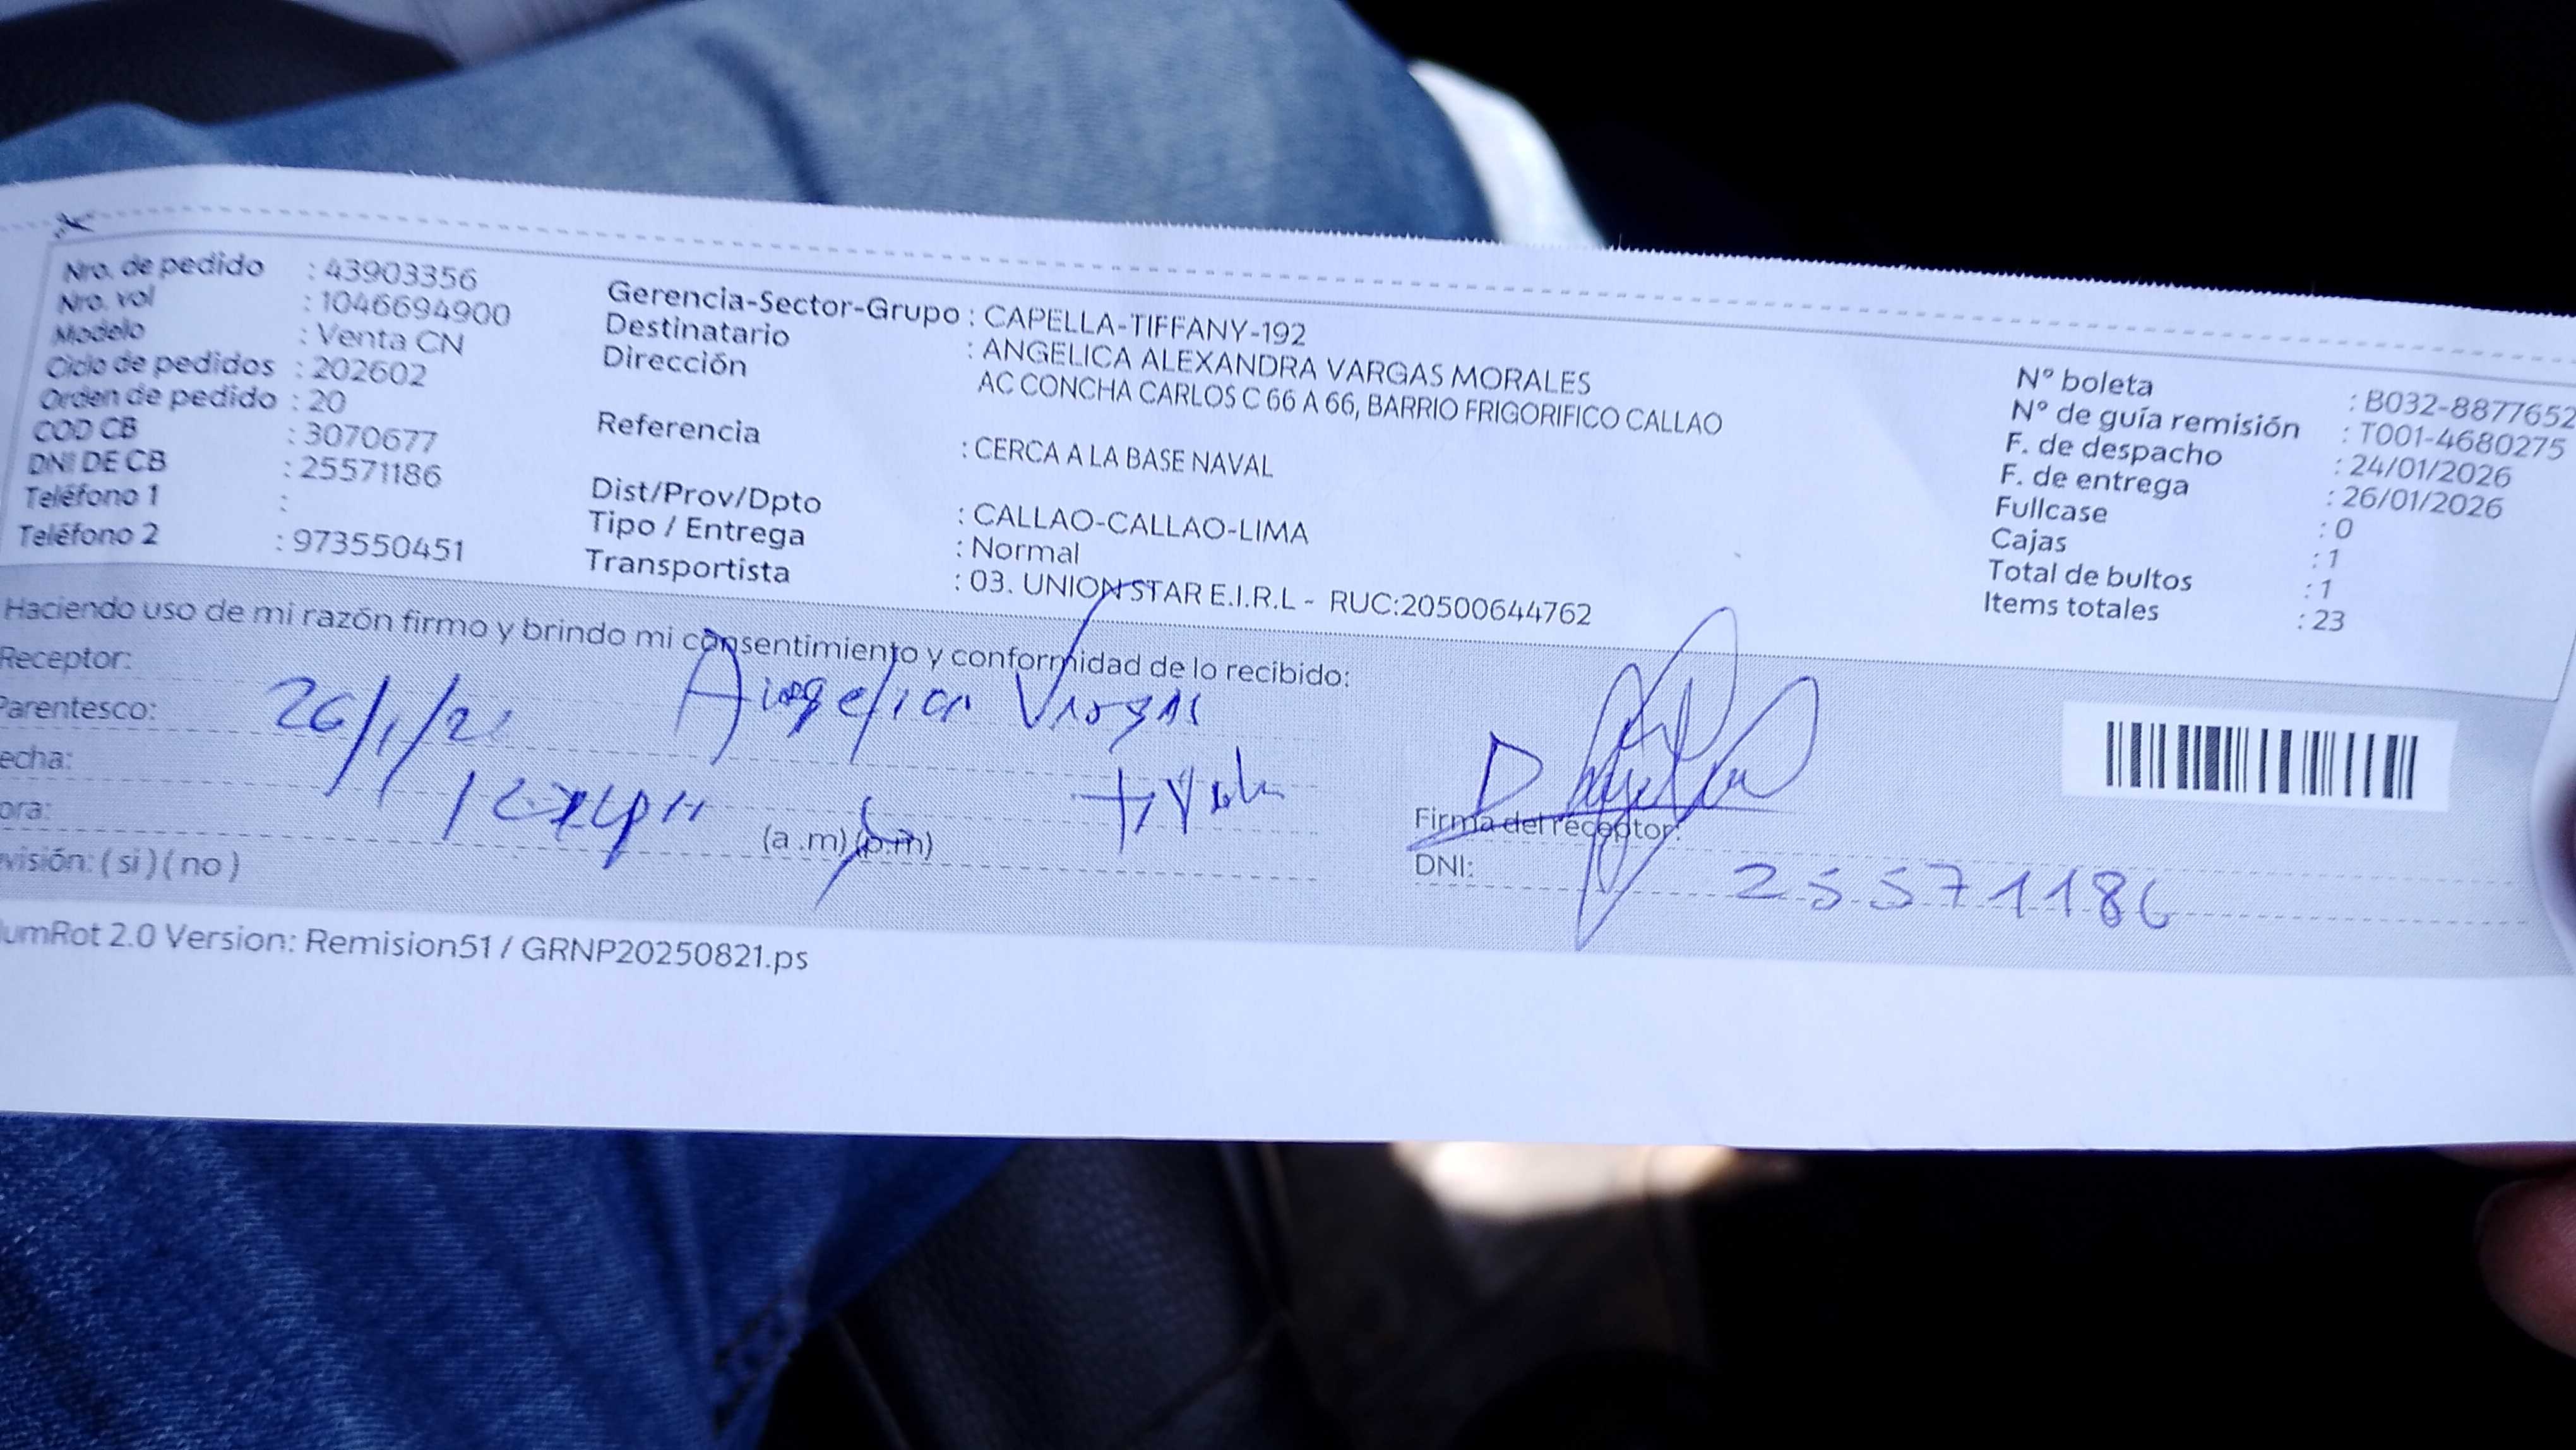 Nro. de pedido : 43903356
Nro. vol : 1046694900
Modelo : Venta CN
Ciclo de pedidos : 202602
Orden de pedido : 20
COD CB : 3070677
DNI DE CB : 25571186
Teléfono 1 :
Teléfono 2 : 973550451
Gerencia-Sector-Grupo : CAPELLA-TIFFANY-192
Destinatario : ANGELICA ALEXANDRA VARGAS MORALES
Dirección AC CONCHA CARLOS C 66 A 66, BARRIO FRIGORIFICO CALLAO
Referencia : CERCA A LA BASE NAVAL
Dist/Prov/Dpto : CALLAO-CALLAO-LIMA
Tipo / Entrega : Normal
Transportista : 03. UNION STAR E.I.R.L - RUC:20500644762
N° boleta : B032-8877652
N° de guía remisión : T001-4680275
F. de despacho : 24/01/2026
F. de entrega : 26/01/2026
Fullcase : 0
Cajas : 1
Total de bultos : 1
Items totales : 23
Haciendo uso de mi razón firmo y brindo mi consentimiento y conformidad de lo recibido:
Receptor: Angelica Vargas
Parentesco: 26/1/2
echa: Titular
ora: (a .m) (p.m)
visión: ( si ) ( no )
Firma del receptor:
DNI: 25571186
umRot 2.0 Version: Remision51 / GRNP20250821.ps